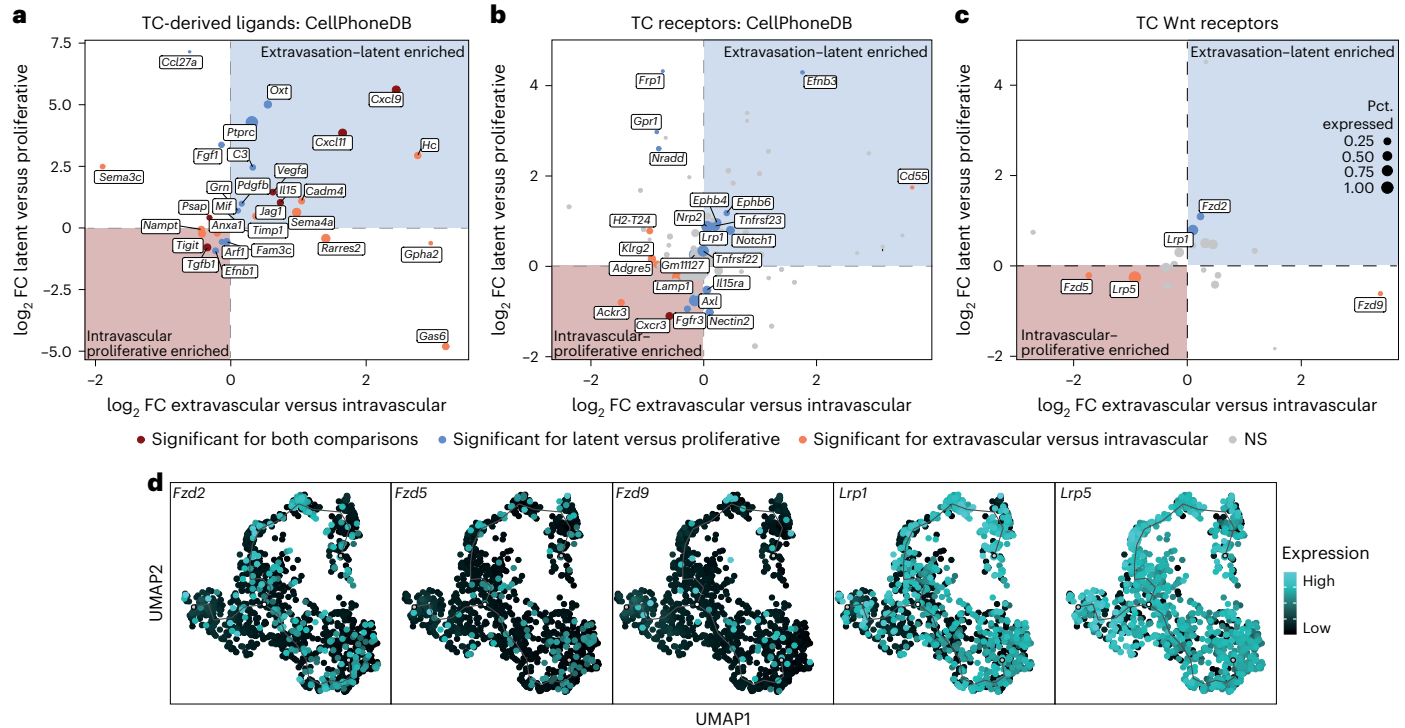 a
TC-derived ligands: CellPhoneDB
log2 FC latent versus proliferative
7.5
5.0
2.5
0
−2.5
−5.0
Extravasation–latent enriched
Ccl27a
Oxt
Cxcl9
Ptprc
Cxcl11
Hc
Fgf1
C3
Sema3c
Vegfa
Grn
Pdgfb
Il15
Cadm4
Psap
Mif
Jag1
Sema4a
Nampt
Anxa1
Timp1
Tigit
Arf1
Fam3c
Rarres2
Gpha2
Tgfb1
Efnb1
Gas6
Intravascular
proliferative enriched
−2
0
2
log2 FC extravascular versus intravascular
b
TC receptors: CellPhoneDB
log2 FC latent versus proliferative
4
2
0
−2
Extravasation–latent enriched
Frp1
Efnb3
Gpr1
Nradd
Cd55
Ephb4
Ephb6
H2-T24
Nrp2
Tnfrsf23
Lrp1
Notch1
Klrg2
Adgre5
Gm11127
Tnfrsf22
Lamp1
Il15ra
Ackr3
Axl
Cxcr3
Fgfr3
Nectin2
Intravascular–
proliferative enriched
−2
0
2
log2 FC extravascular versus intravascular
c
TC Wnt receptors
log2 FC latent versus proliferative
4
2
0
−2
Extravasation–latent enriched
Pct.
expressed
0.25
0.50
0.75
1.00
Fzd2
Lrp1
Fzd5
Lrp5
Fzd9
Intravascular–
proliferative enriched
−2
0
2
log2 FC extravascular versus intravascular
Significant for both comparisons
Significant for latent versus proliferative
Significant for extravascular versus intravascular
NS
d
Fzd2
Fzd5
Fzd9
Lrp1
Lrp5
UMAP2
UMAP1
Expression
High
Low